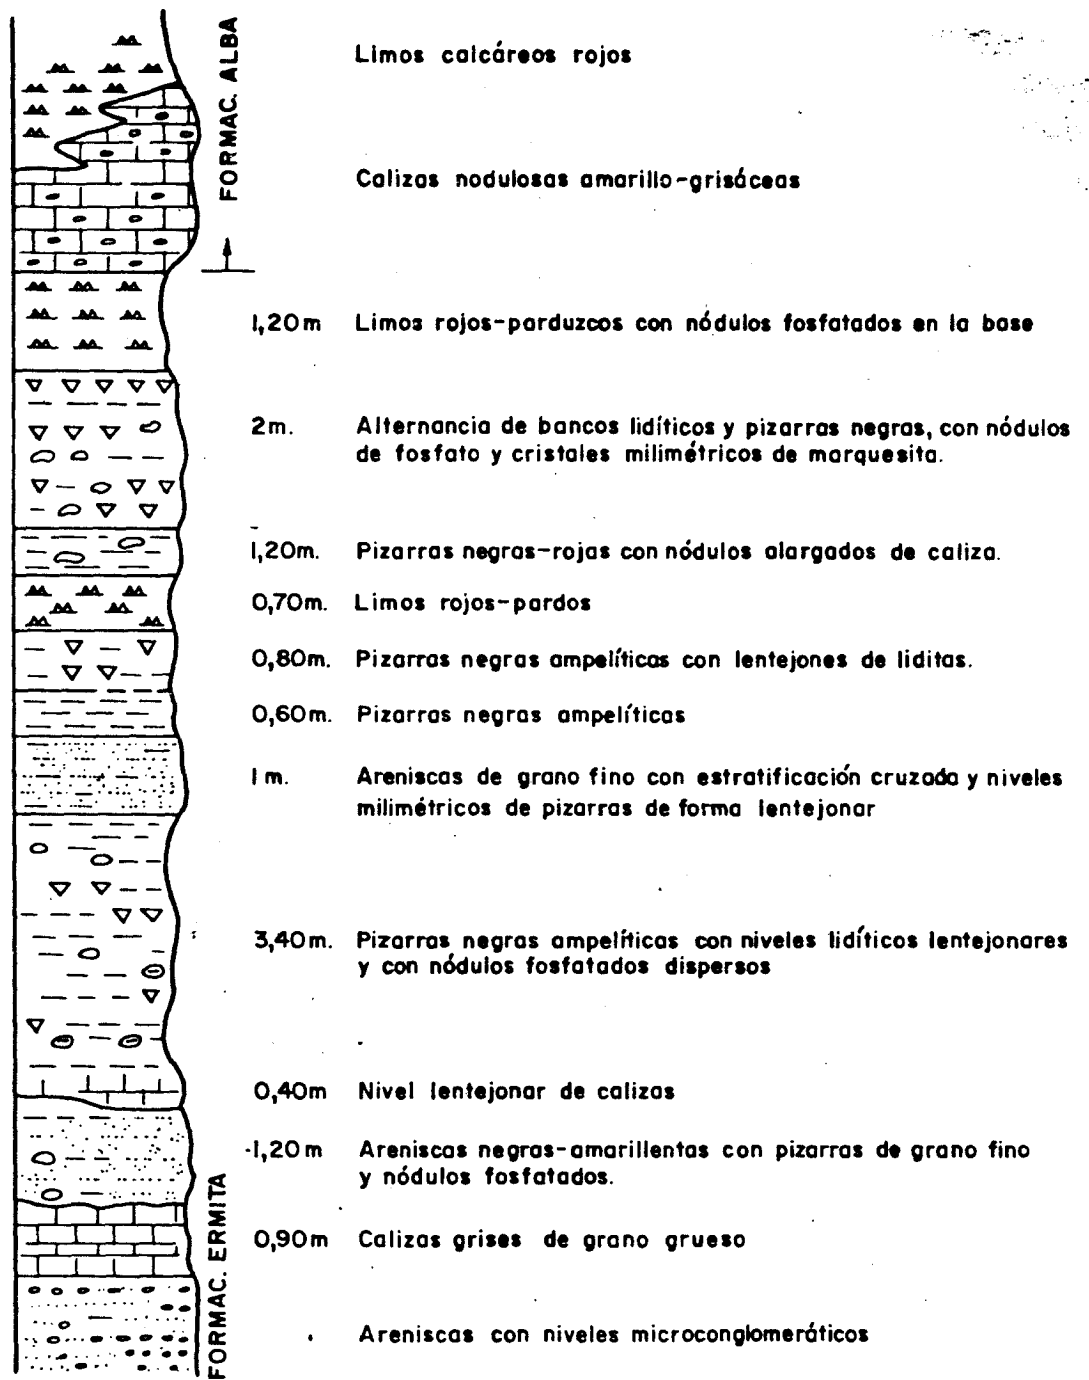 Limos calcáreos rojos
FORMAC. ALBA
Calizas nodulosas amarillo-grisáceas
1,20m Limos rojos-parduzcos con nódulos fosfatados en la base
2m. Alternancia de bancos lidíticos y pizarras negras, con nódulos
de fosfato y cristales milimétricos de marquesita.
1,20m. Pizarras negras-rojas con nódulos alargados de caliza.
0,70m. Limos rojos-pardos
0,80m. Pizarras negras ampelíticas con lentejones de liditas.
0,60m. Pizarras negras ampelíticas
1m. Areniscas de grano fino con estratificación cruzada y niveles
milimétricos de pizarras de forma lentejonar
3,40m. Pizarras negras ampelíticas con niveles lidíticos lentejonares
y con nódulos fosfatados dispersos
0,40m Nivel lentejonar de calizas
1,20m Areniscas negras-amarillentas con pizarras de grano fino
y nódulos fosfatados.
FORMAC. ERMITA
0,90m Calizas grises de grano grueso
Areniscas con niveles microconglomeráticos